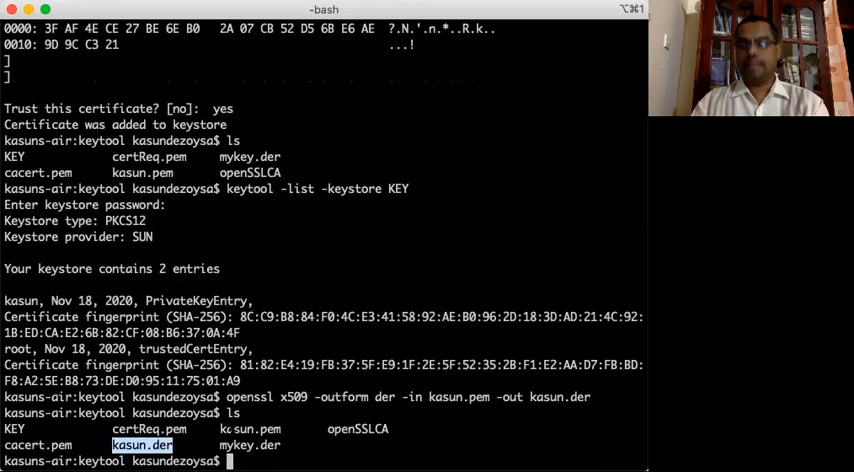 -bash
⌥⌘1
0000: 3F AF 4E CE 27 BE 6E B0   2A 07 CB 52 D5 6B E6 AE  ?.N.'.n.*..R.k..
0010: 9D 9C C3 21                                        ...!
]
]
Trust this certificate? [no]:  yes
Certificate was added to keystore
kasuns-air:keytool kasundezoysa$ ls
KEY             certReq.pem     mykey.der
cacert.pem      kasun.pem       openSSLCA
kasuns-air:keytool kasundezoysa$ keytool -list -keystore KEY
Enter keystore password:
Keystore type: PKCS12
Keystore provider: SUN
Your keystore contains 2 entries
kasun, Nov 18, 2020, PrivateKeyEntry,
Certificate fingerprint (SHA-256): 8C:C9:B8:84:F0:4C:E3:41:58:92:AE:B0:96:2D:18:3D:AD:21:4C:92:
1B:ED:CA:E2:6B:82:CF:08:B6:37:0A:4F
root, Nov 18, 2020, trustedCertEntry,
Certificate fingerprint (SHA-256): 81:82:E4:19:FB:37:5F:E9:1F:2E:5F:52:35:2B:F1:E2:AA:D7:FB:BD:
F8:A2:5E:B8:73:DE:D0:95:11:75:01:A9
kasuns-air:keytool kasundezoysa$ openssl x509 -outform der -in kasun.pem -out kasun.der
kasuns-air:keytool kasundezoysa$ ls
KEY             certReq.pem     kasun.pem       openSSLCA
cacert.pem      kasun.der       mykey.der
kasuns-air:keytool kasundezoysa$